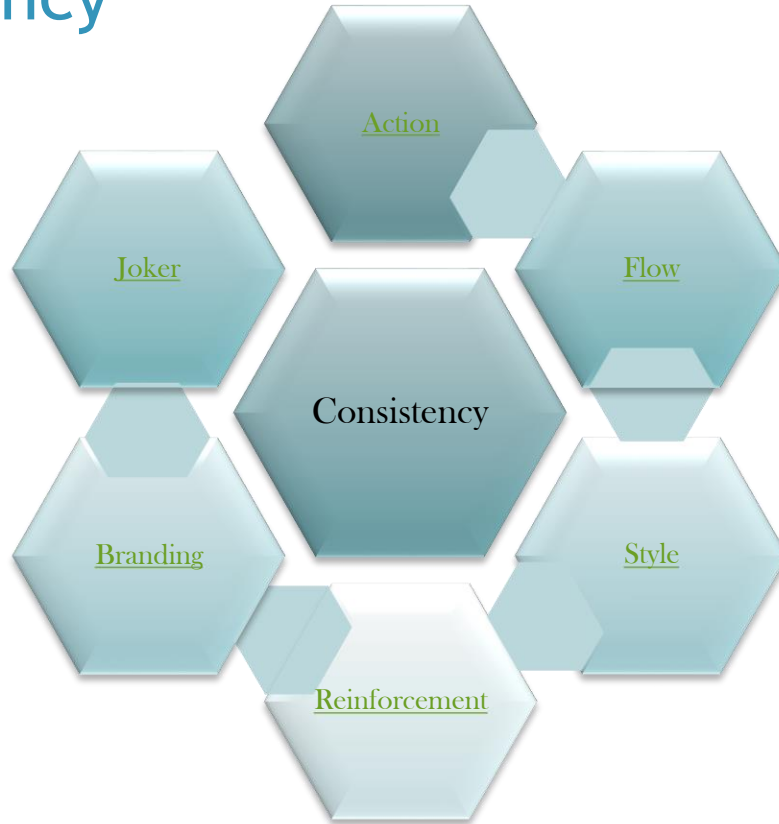 ncy
Action
Joker
Flow
Consistency
Branding
Style
Reinforcement